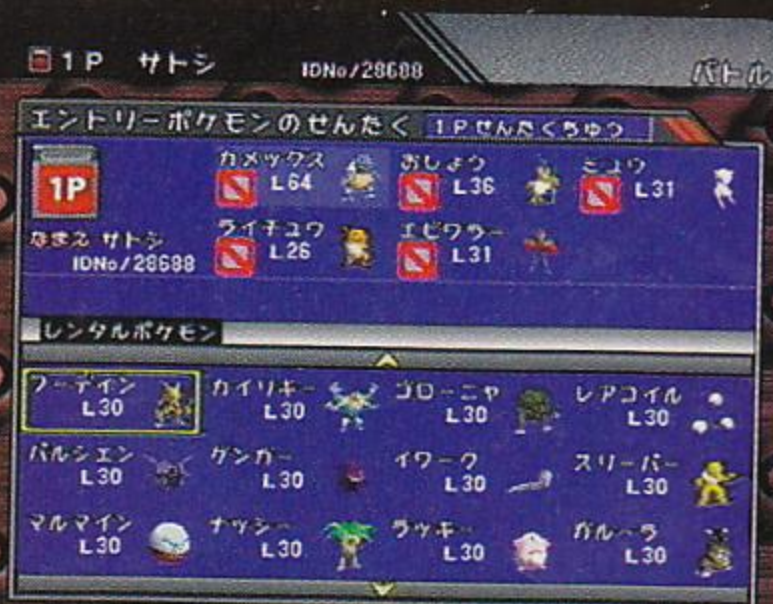 1P サトシ IDNo/28688 バトル
エントリーポケモンのせんたく 1Pせんたくちゅう
1P
カメックス おしょう ミュウ
L64 L36 L31
なまえ サトシ ライチュウ エビワラー
IDNo/28688 L26 L31
レンタルポケモン
フーディン カイリキー ゴローニャ レアコイル
L30 L30 L30 L30
パルシェン ゲンガー イワーク スリーパー
L30 L30 L30 L30
マルマイン ナッシー ラッキー ガルーラ
L30 L30 L30 L30